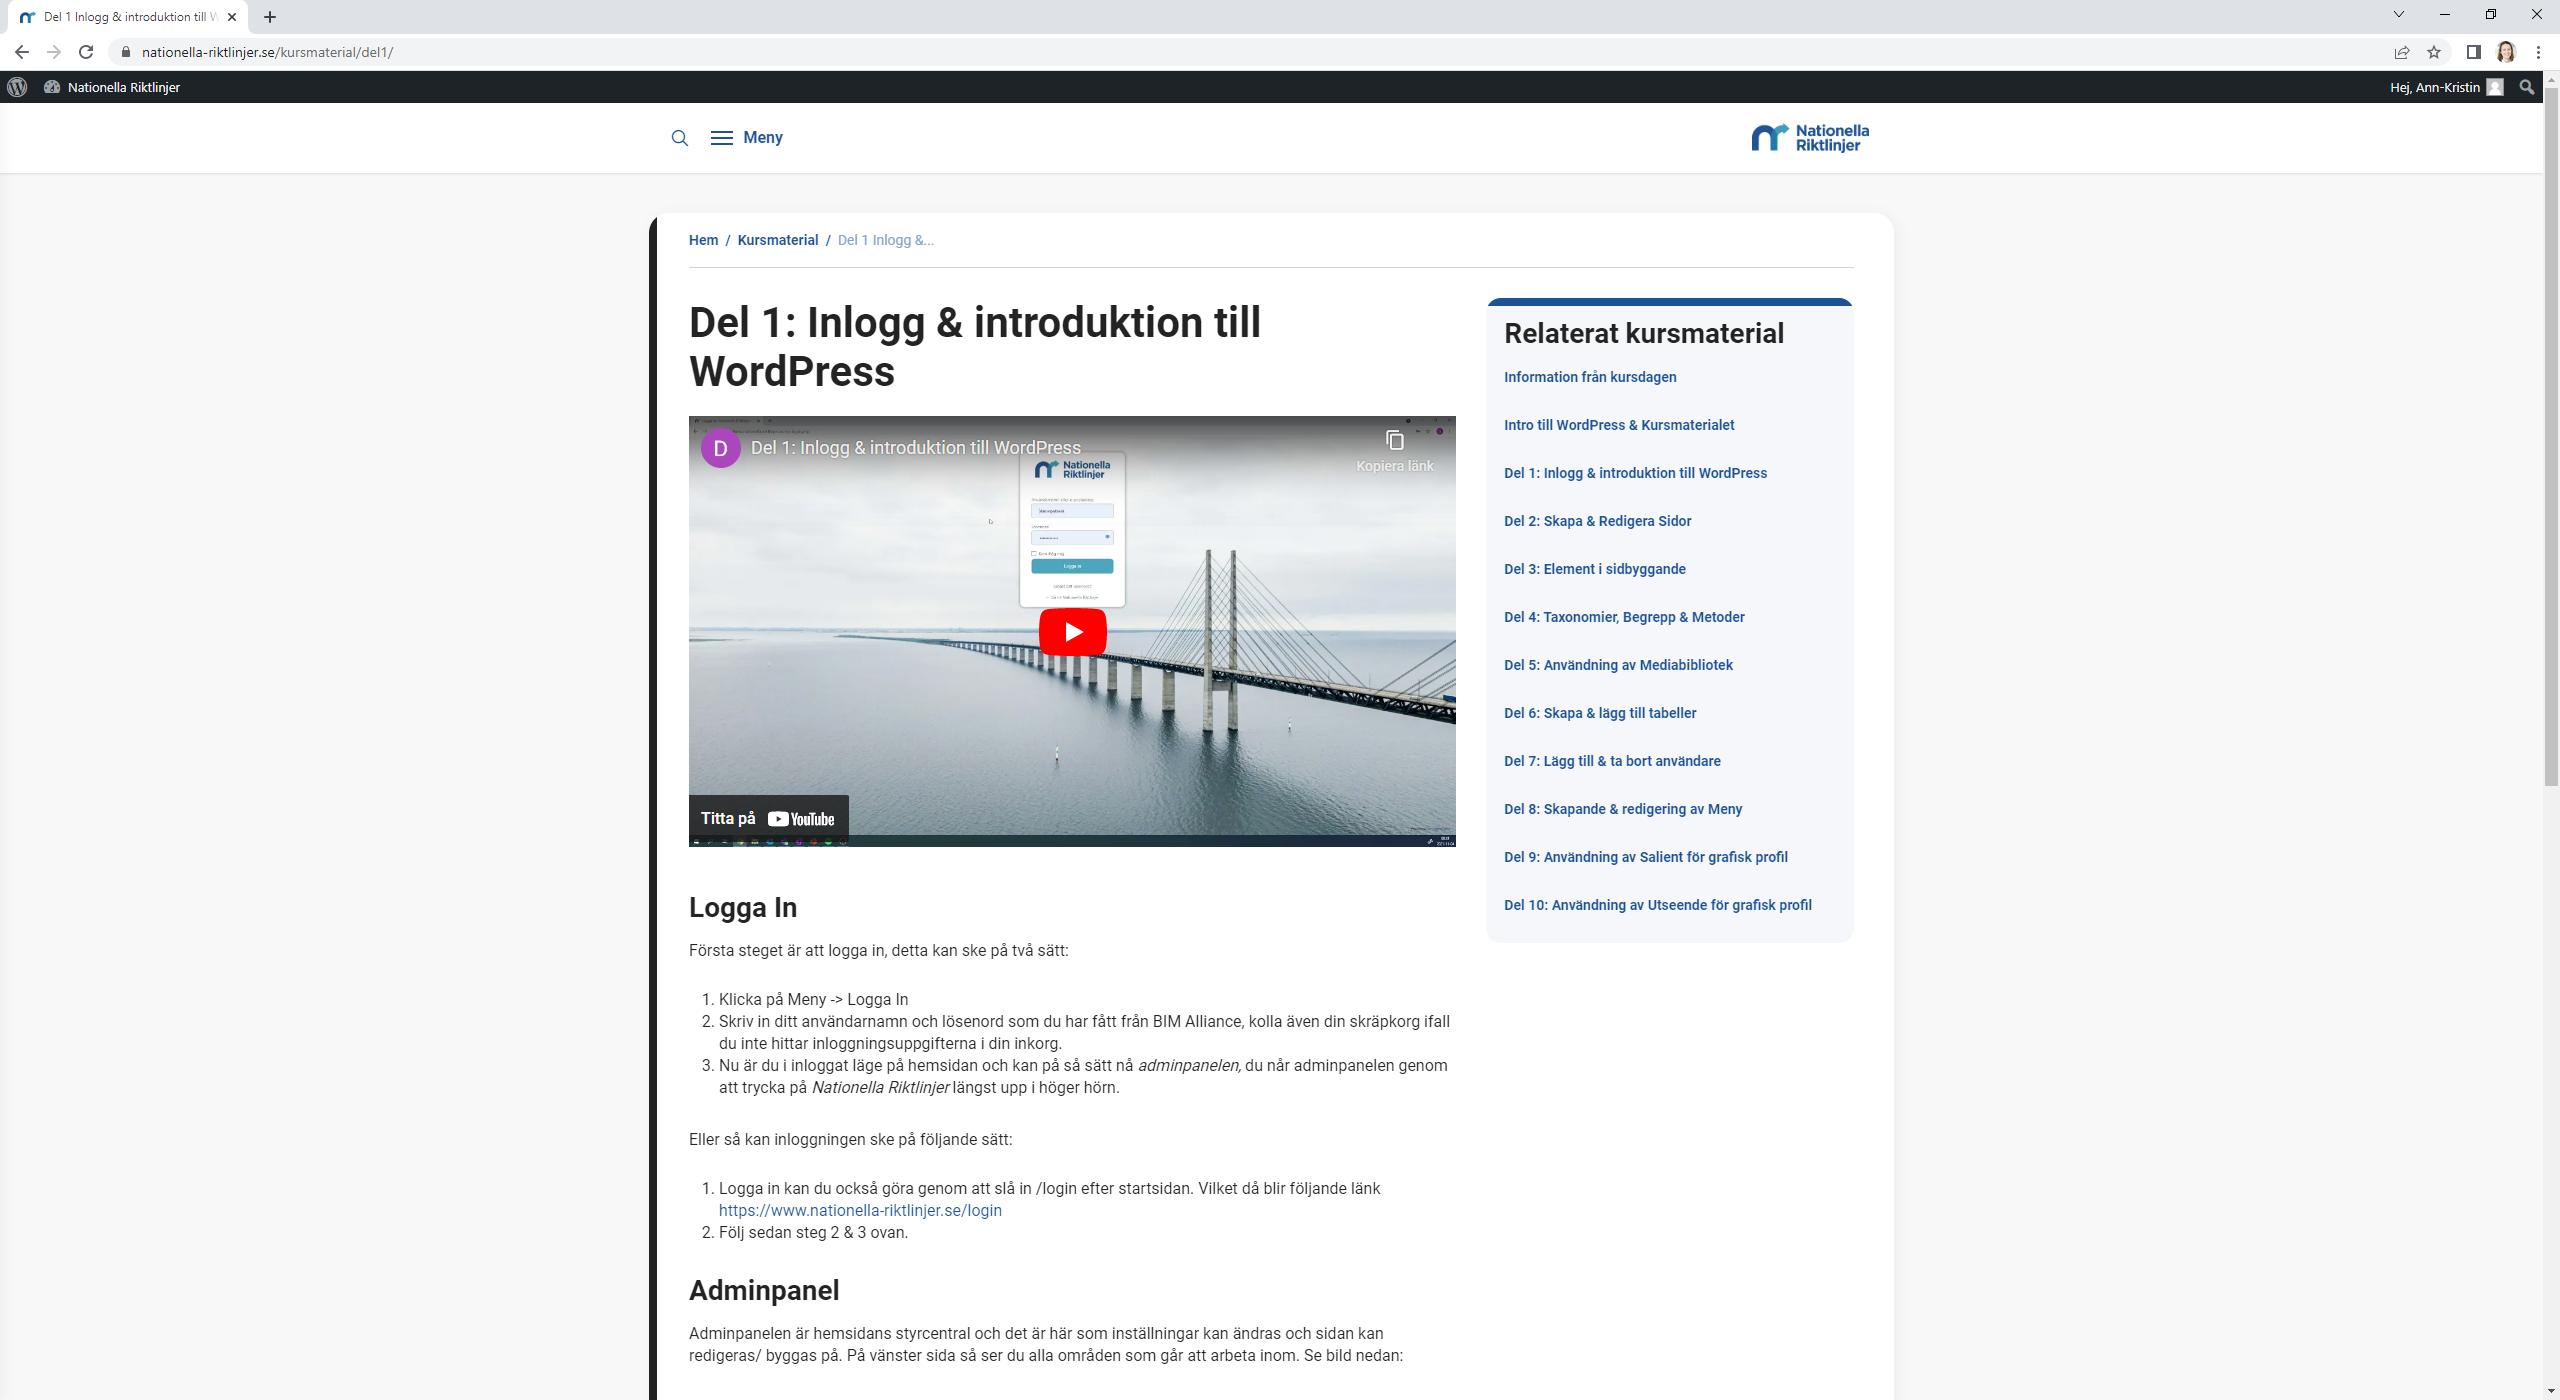 Del 1 Inlogg & introduktion till W
nationella-riktlinjer.se/kursmaterial/del1/
Nationella Riktlinjer
Hej, Ann-Kristin
Meny
Nationella
Riktlinjer
Hem / Kursmaterial / Del 1 Inlogg &...
Del 1: Inlogg & introduktion till
WordPress
D
Del 1: Inlogg & introduktion till WordPress
Kopiera länk
Nationella
Riktlinjer
Logga in
Titta på YouTube
Logga In
Första steget är att logga in, detta kan ske på två sätt:
1. Klicka på Meny -> Logga In
2. Skriv in ditt användarnamn och lösenord som du har fått från BIM Alliance, kolla även din skräpkorg ifall
du inte hittar inloggningsuppgifterna i din inkorg.
3. Nu är du i inloggat läge på hemsidan och kan på så sätt nå adminpanelen, du når adminpanelen genom
att trycka på Nationella Riktlinjer längst upp i höger hörn.
Eller så kan inloggningen ske på följande sätt:
1. Logga in kan du också göra genom att slå in /login efter startsidan. Vilket då blir följande länk
https://www.nationella-riktlinjer.se/login
2. Följ sedan steg 2 & 3 ovan.
Adminpanel
Adminpanelen är hemsidans styrcentral och det är här som inställningar kan ändras och sidan kan
redigeras/ byggas på. På vänster sida så ser du alla områden som går att arbeta inom. Se bild nedan:
Relaterat kursmaterial
Information från kursdagen
Intro till WordPress & Kursmaterialet
Del 1: Inlogg & introduktion till WordPress
Del 2: Skapa & Redigera Sidor
Del 3: Element i sidbyggande
Del 4: Taxonomier, Begrepp & Metoder
Del 5: Användning av Mediabibliotek
Del 6: Skapa & lägg till tabeller
Del 7: Lägg till & ta bort användare
Del 8: Skapande & redigering av Meny
Del 9: Användning av Salient för grafisk profil
Del 10: Användning av Utseende för grafisk profil